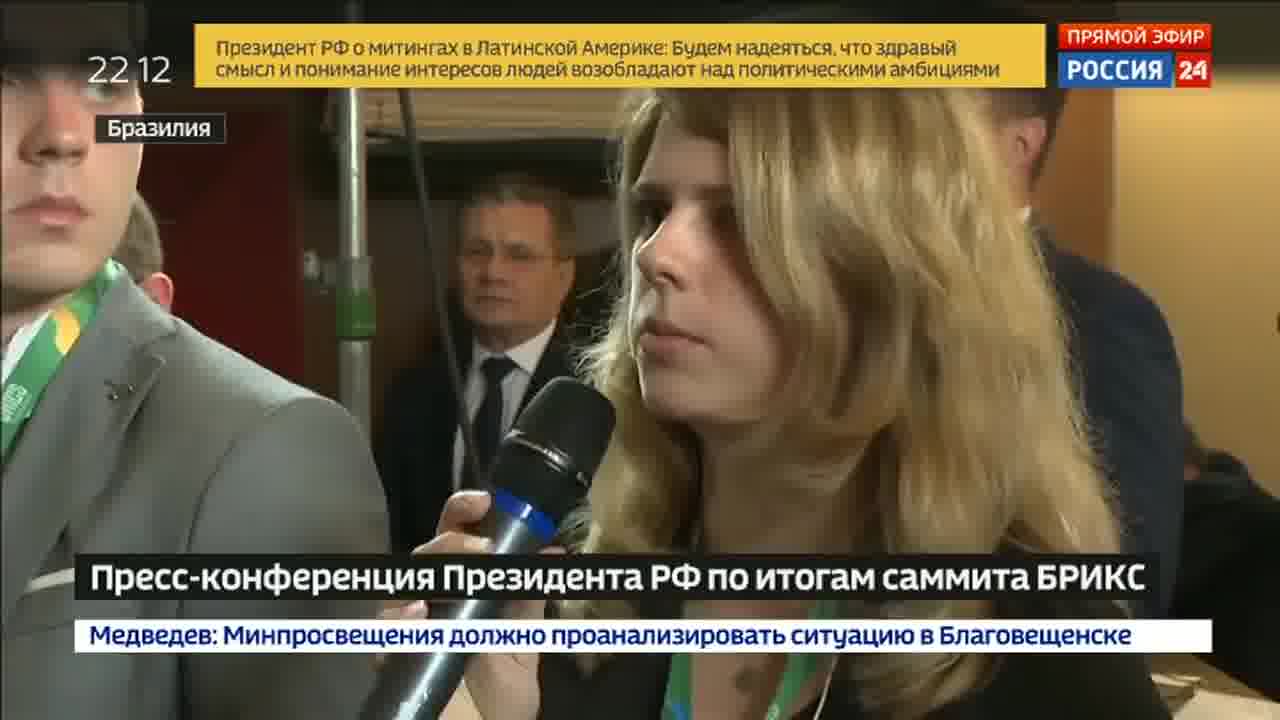 22 12
Президент РФ о митингах в Латинской Америке: Будем надеяться, что здравый
смысл и понимание интересов людей возобладают над политическими амбициями
ПРЯМОЙ ЭФИР
РОССИЯ 24
Бразилия
Пресс-конференция Президента РФ по итогам саммита БРИКС
Медведев: Минпросвещения должно проанализировать ситуацию в Благовещенске